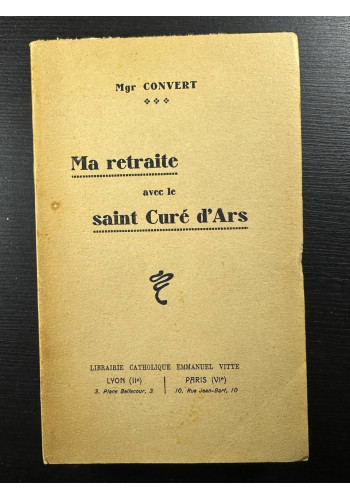 Mgr CONVERT
Ma retraite
avec le
saint Curé d'Ars
LIBRAIRIE CATHOLIQUE EMMANUEL VITTE
LYON (IIe) PARIS (VIe)
3, Place Bellecour, 3 10, Rue Jean-Bart, 10